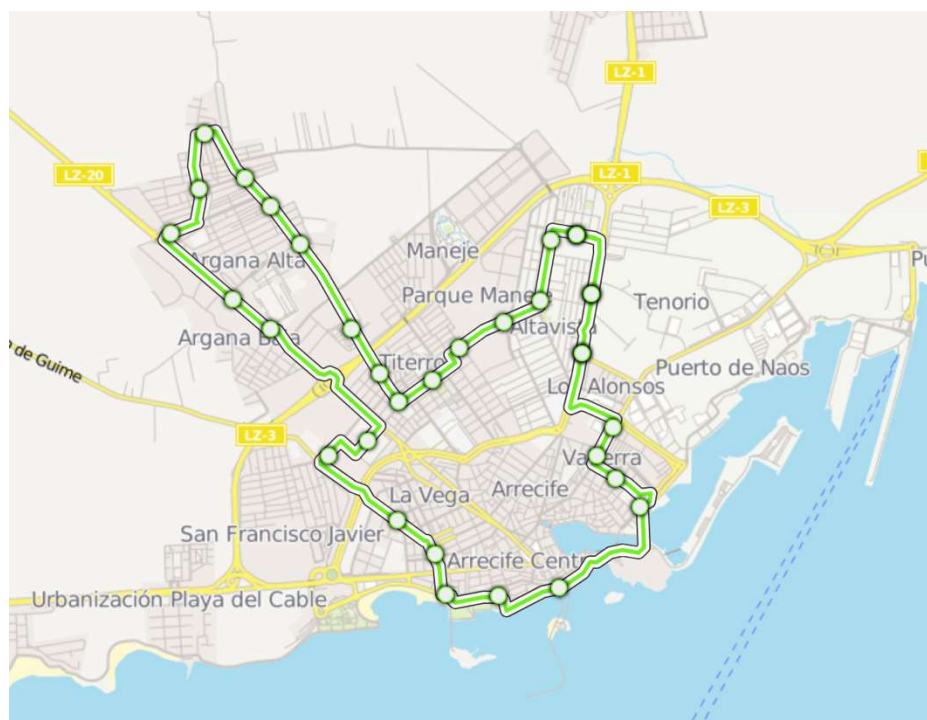 LZ-1
LZ-20
LZ-1
LZ-3
Maneje
Argana Alta
Parque Maneje
Tenorio
Altavista
Argana Baja
Titerro
Puerto de Naos
de Guime
Los Alonsos
LZ-3
Valterra
La Vega
Arrecife
San Francisco Javier
Arrecife Centro
Urbanización Playa del Cable